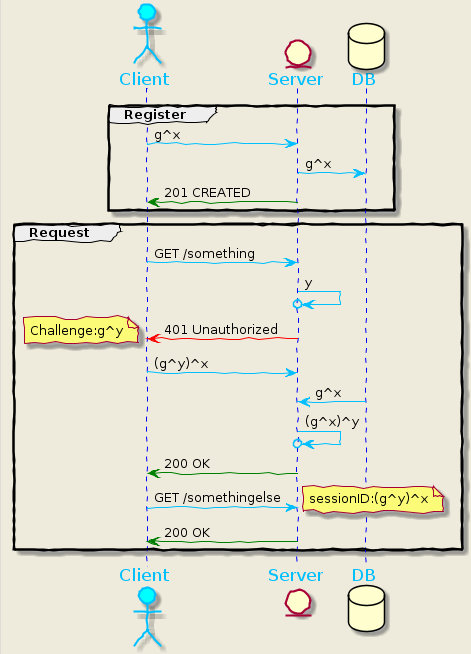 Client
Server
DB
Register
g^x
g^x
201 CREATED
Request
GET /something
y
Challenge:g^y
401 Unauthorized
(g^y)^x
g^x
(g^x)^y
200 OK
GET /somethingelse
sessionID:(g^y)^x
200 OK
Client
Server
DB